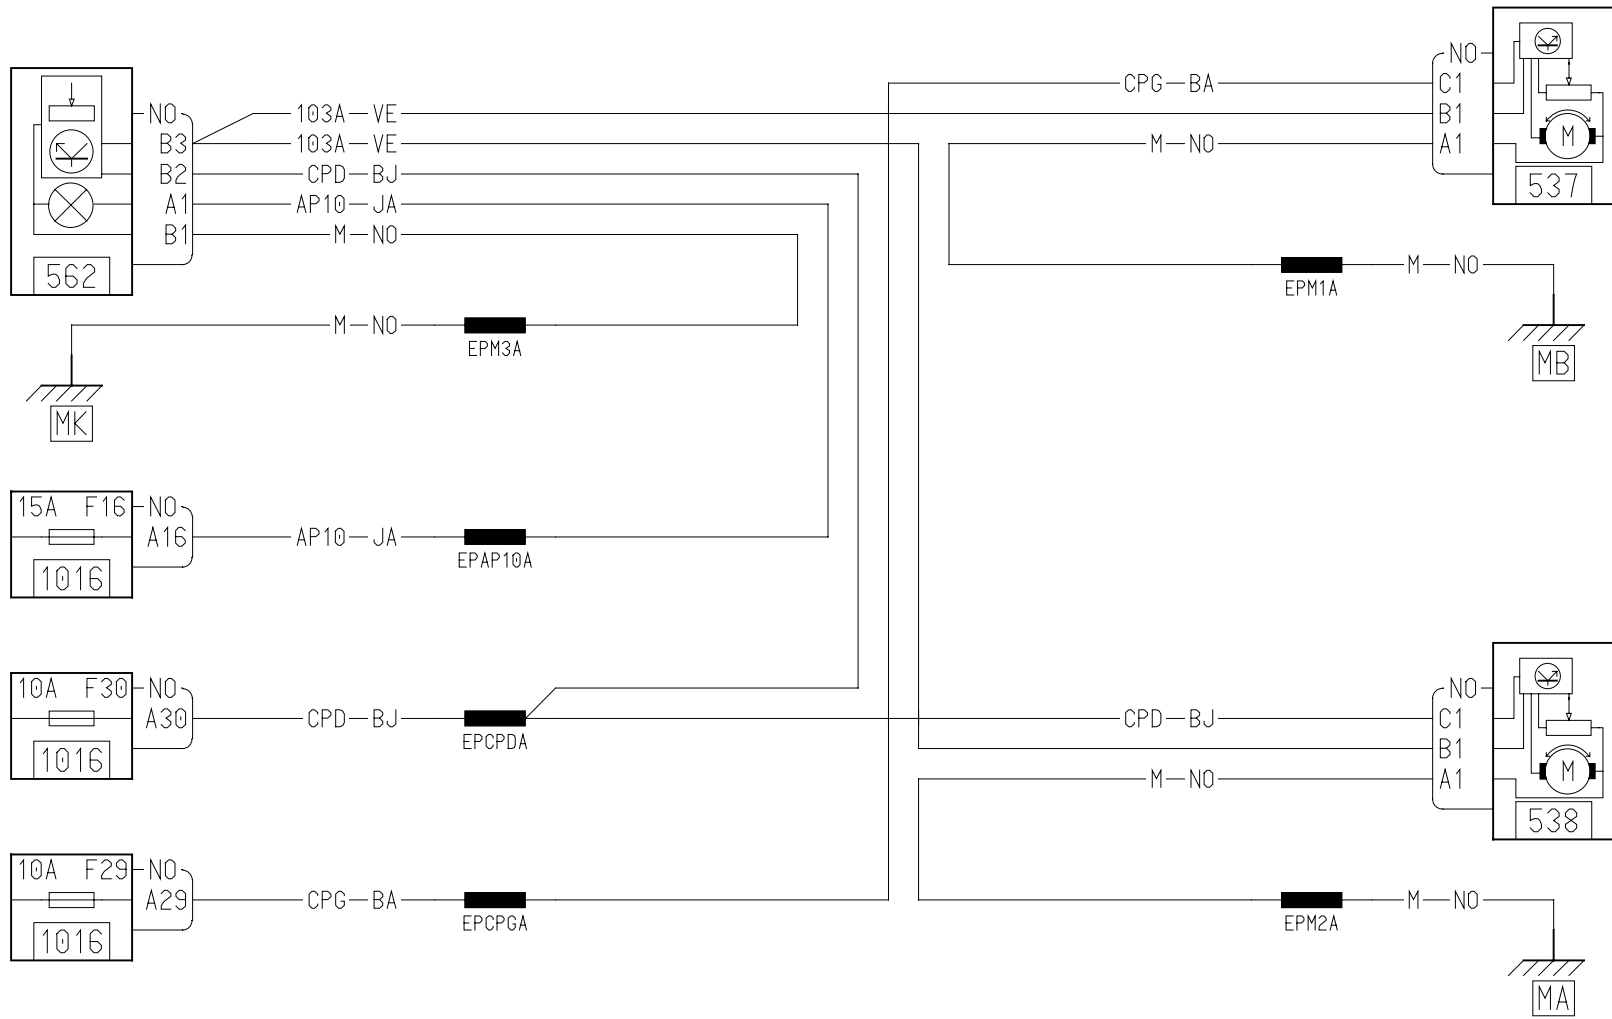 NO
CPG BA C1
NO 103A VE B1
B3 103A VE M NO A1 M
B2 CPD BJ 537
A1 AP10 JA
B1 M NO
562 M NO
EPM1A
M NO
EPM3A
MB
MK
15A F16 NO
A16 AP10 JA
EPAP10A
1016
10A F30 NO NO
A30 CPD BJ CPD BJ C1
EPCPDA
1016 B1
M NO A1 M
538
10A F29 NO
A29 CPG BA M NO
EPCPGA EPM2A
1016
MA